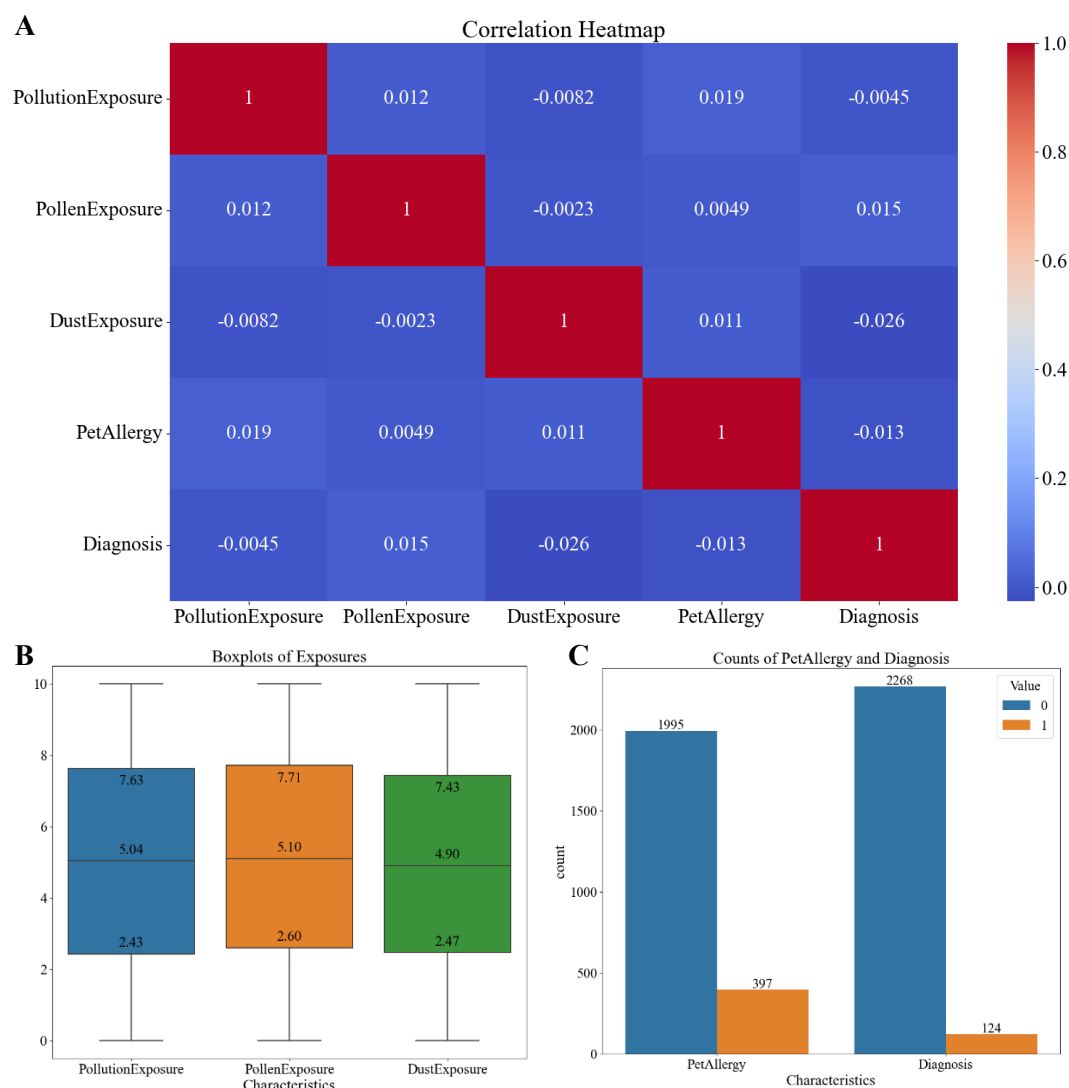 A
Correlation Heatmap
PollutionExposure 1 0.012 -0.0082 0.019 -0.0045
PollenExposure 0.012 1 -0.0023 0.0049 0.015
DustExposure -0.0082 -0.0023 1 0.011 -0.026
PetAllergy 0.019 0.0049 0.011 1 -0.013
Diagnosis -0.0045 0.015 -0.026 -0.013 1
PollutionExposure PollenExposure DustExposure PetAllergy Diagnosis
1.0
0.8
0.6
0.4
0.2
0.0
B
Boxplots of Exposures
10
8
6
4
2
0
7.63 7.71 7.43
5.04 5.10 4.90
2.43 2.60 2.47
PollutionExposure PollenExposure DustExposure
Characteristics
C
Counts of PetAllergy and Diagnosis
Value
0
1
count
2000
1500
1000
500
0
1995
397
2268
124
PetAllergy Diagnosis
Characteristics